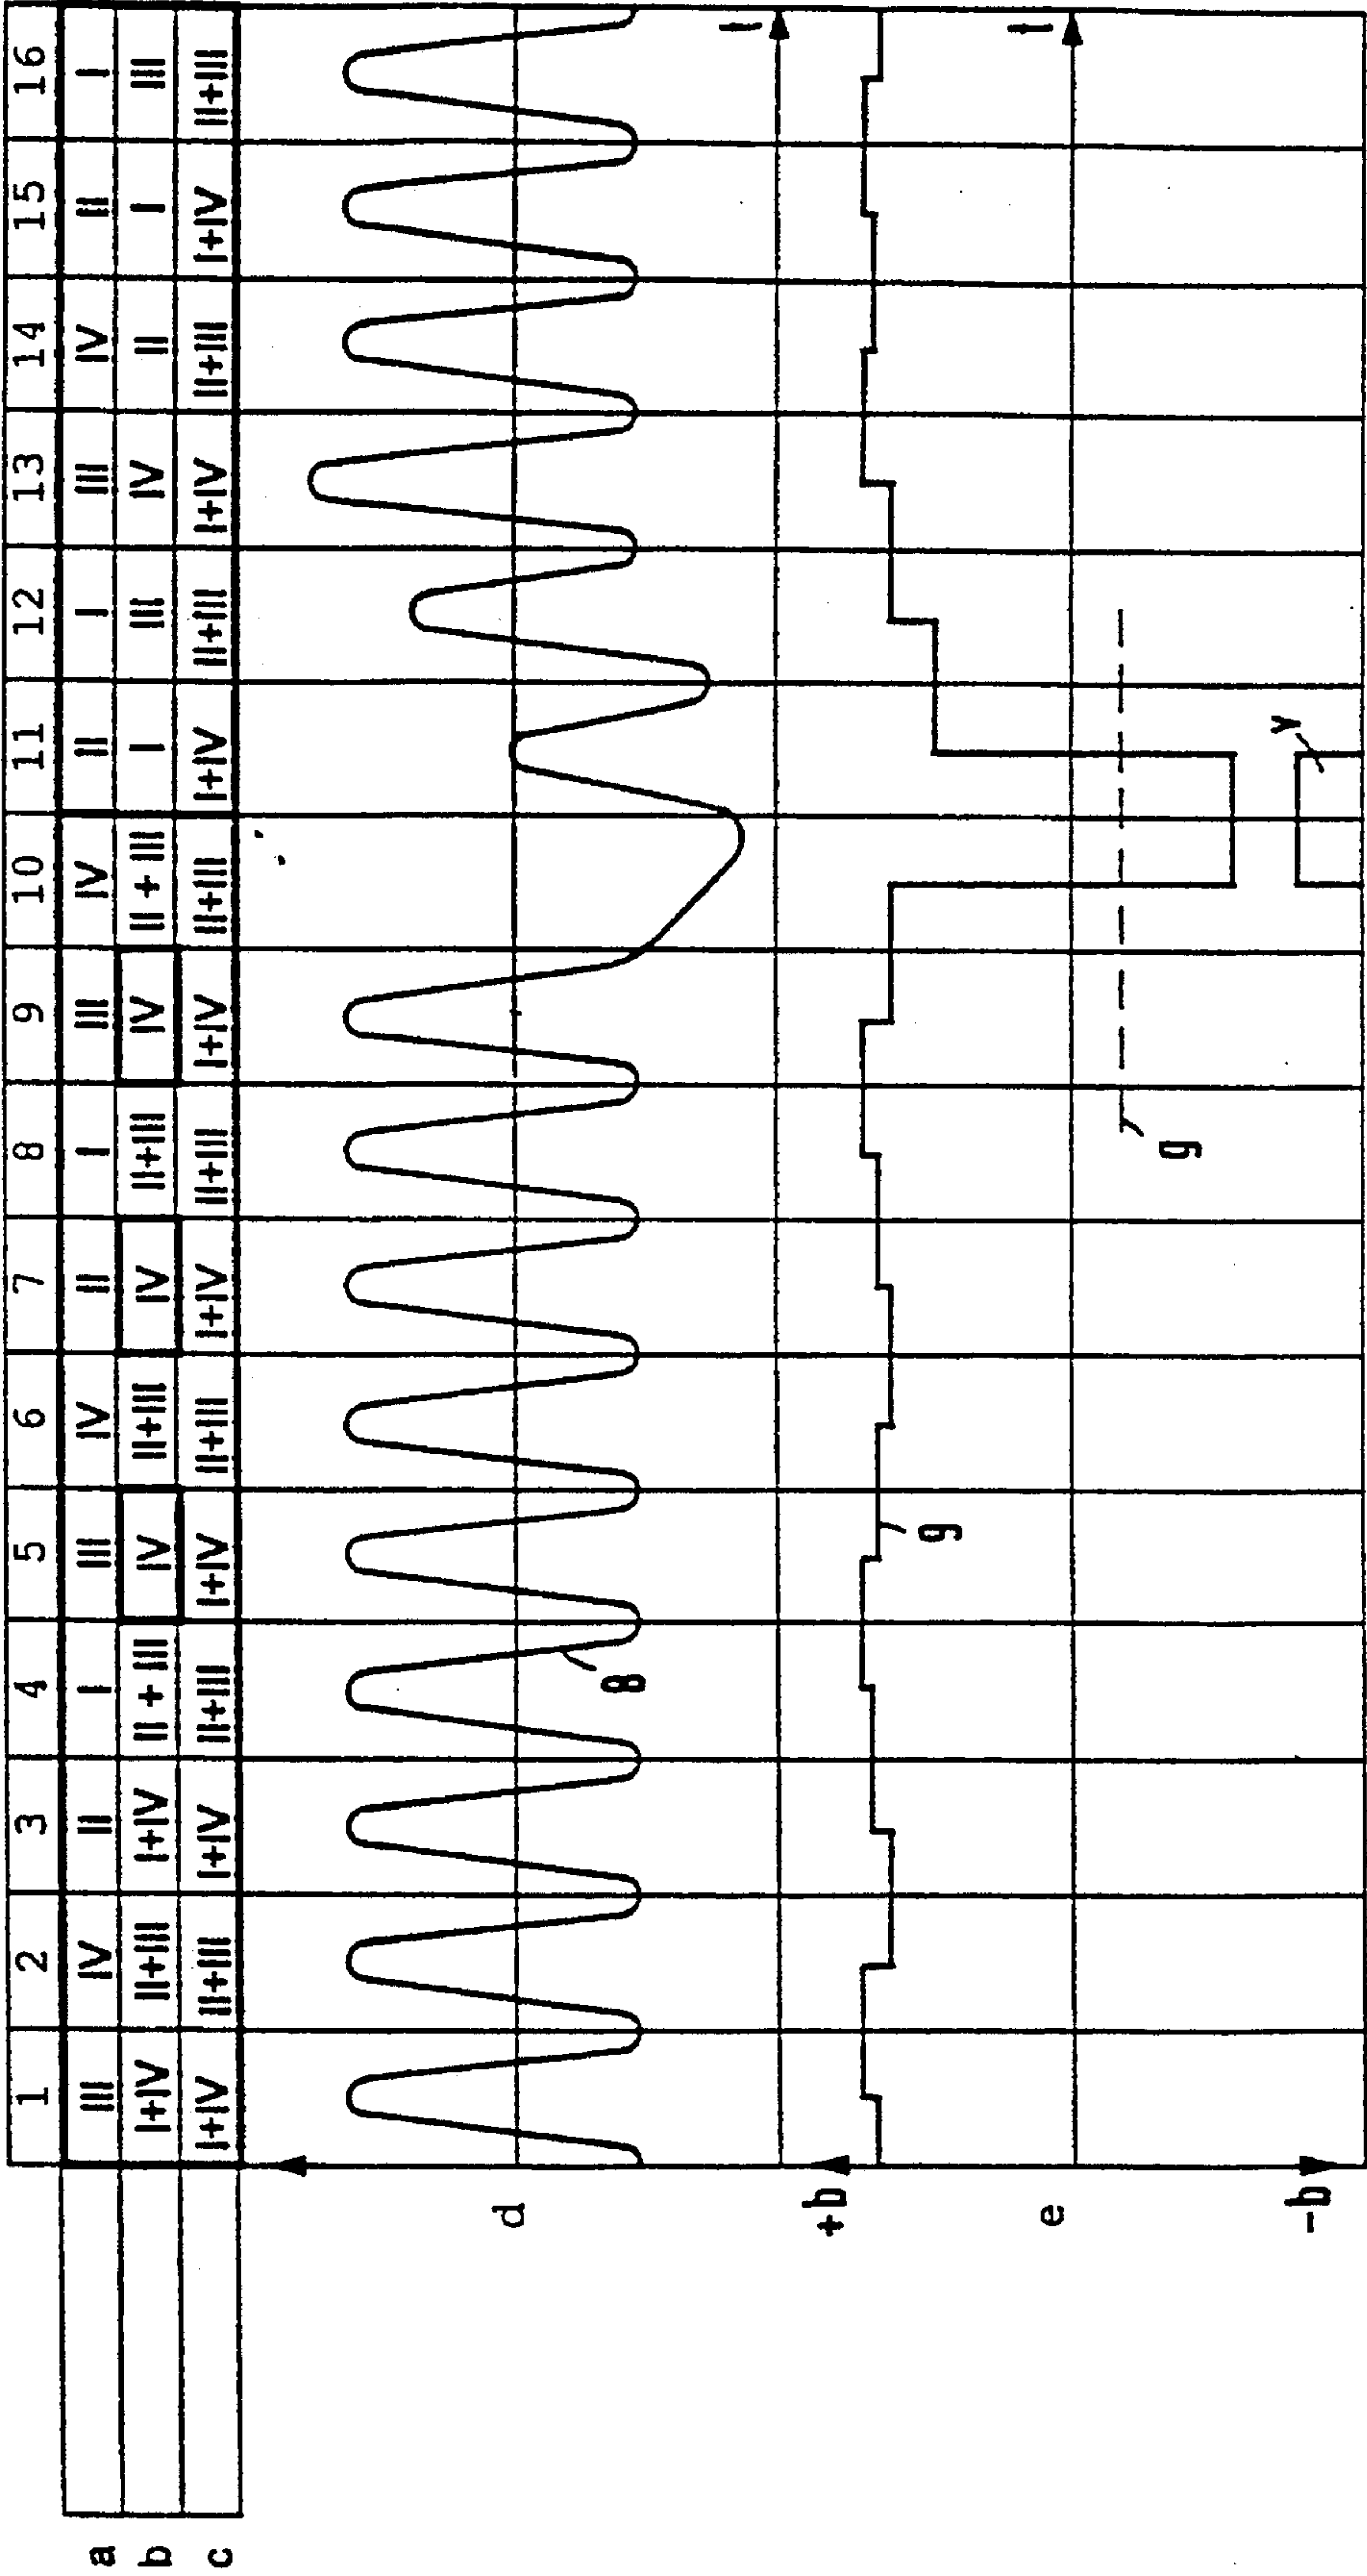 1 2 3 4 5 6 7 8 9 10 11 12 13 14 15 16
a III IV II I III IV II I III IV II I III IV II I
b I+IV II+III I+IV II + III IV II+III IV II+III IV II + III I III IV II I III
c I+IV II+III I+IV II+III I+IV II+III I+IV II+III I+IV II+III I+IV II+III I+IV II+III I+IV II+III
8
d
t
+b
9
e
t
g
y
-b